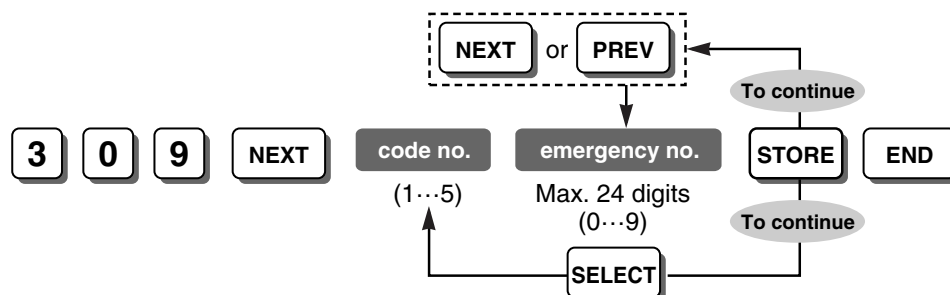 NEXT or PREV
To continue
3 0 9 NEXT code no. emergency no. STORE END
(1···5) Max. 24 digits
(0···9)
To continue
SELECT